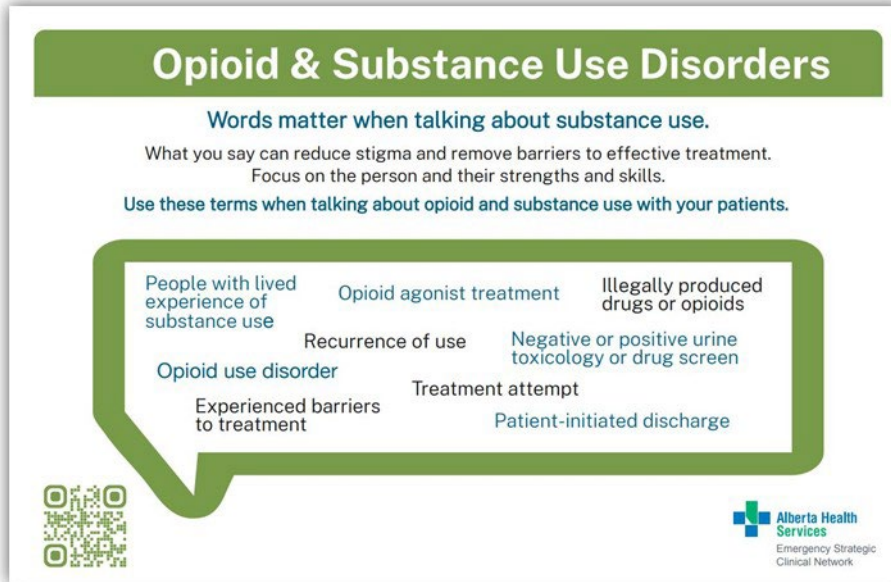 Opioid & Substance Use Disorders
Words matter when talking about substance use.
What you say can reduce stigma and remove barriers to effective treatment.
Focus on the person and their strengths and skills.
Use these terms when talking about opioid and substance use with your patients.
People with lived
experience of
substance use
Opioid agonist treatment
Illegally produced
drugs or opioids
Recurrence of use
Negative or positive urine
toxicology or drug screen
Opioid use disorder
Treatment attempt
Experienced barriers
to treatment
Patient-initiated discharge
Alberta Health
Services
Emergency Strategic
Clinical Network